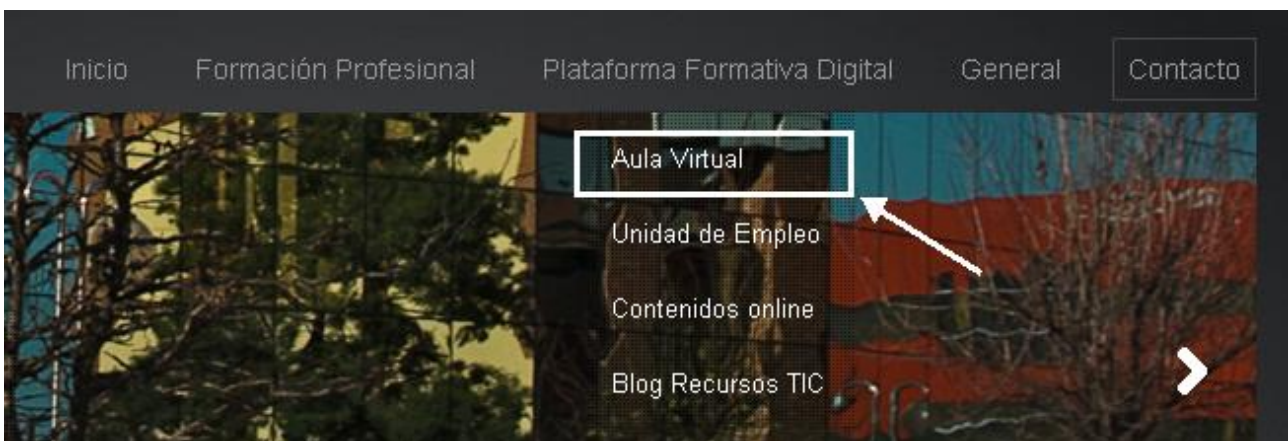 Inicio Formación Profesional Plataforma Formativa Digital General Contacto
Aula Virtual
Unidad de Empleo
Contenidos online
Blog Recursos TIC